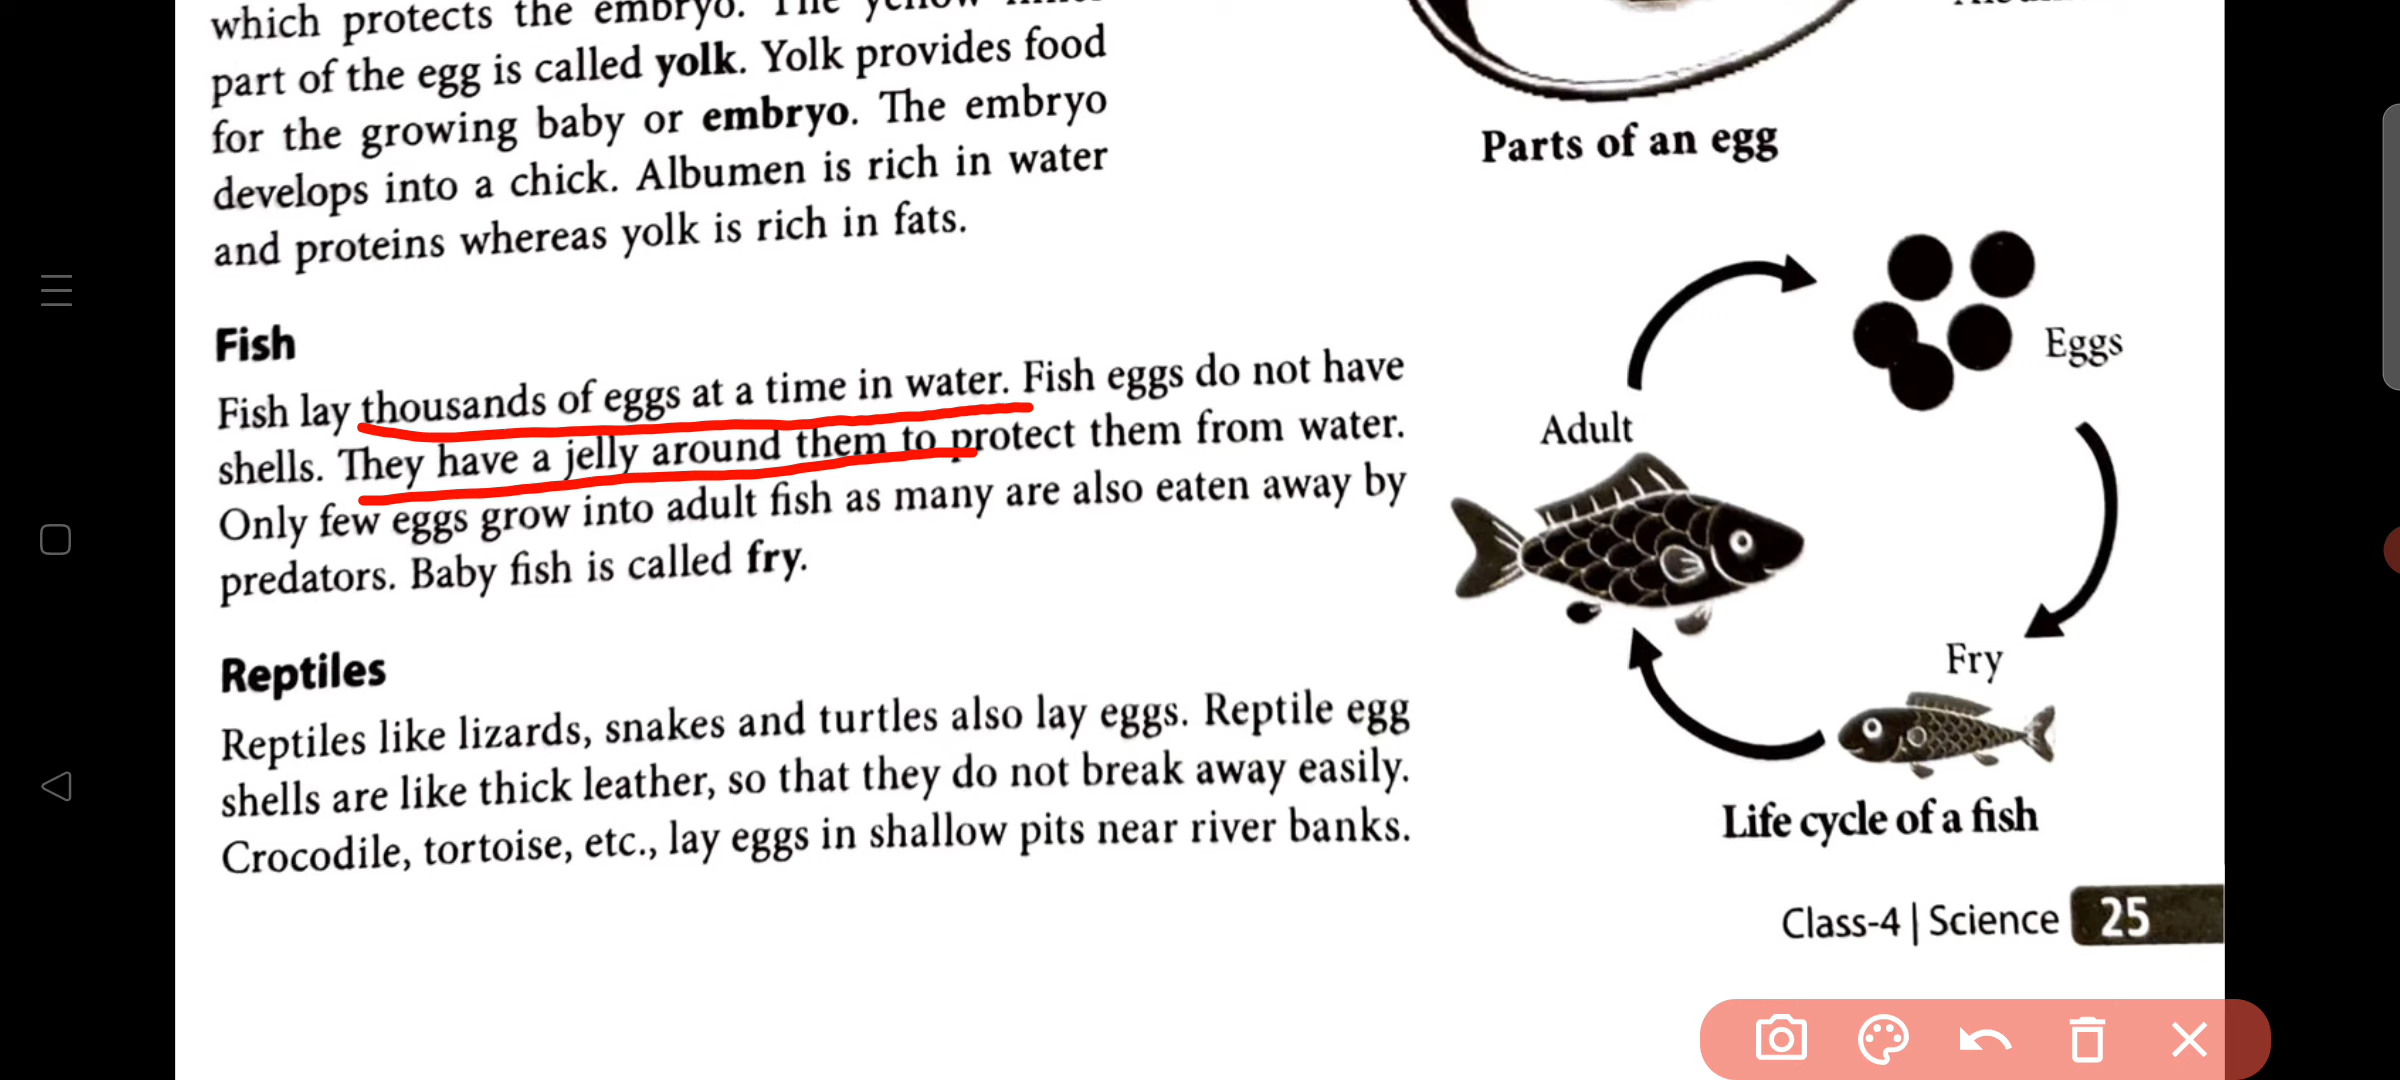 which protects the embryo. The yellow
part of the egg is called yolk. Yolk provides food
for the growing baby or embryo. The embryo
develops into a chick. Albumen is rich in water
and proteins whereas yolk is rich in fats.
Parts of an egg
Fish
Fish lay thousands of eggs at a time in water. Fish eggs do not have
shells. They have a jelly around them to protect them from water.
Only few eggs grow into adult fish as many are also eaten away by
predators. Baby fish is called fry.
Eggs
Adult
Fry
Life cycle of a fish
Reptiles
Reptiles like lizards, snakes and turtles also lay eggs. Reptile egg
shells are like thick leather, so that they do not break away easily.
Crocodile, tortoise, etc., lay eggs in shallow pits near river banks.
Class-4 | Science 25